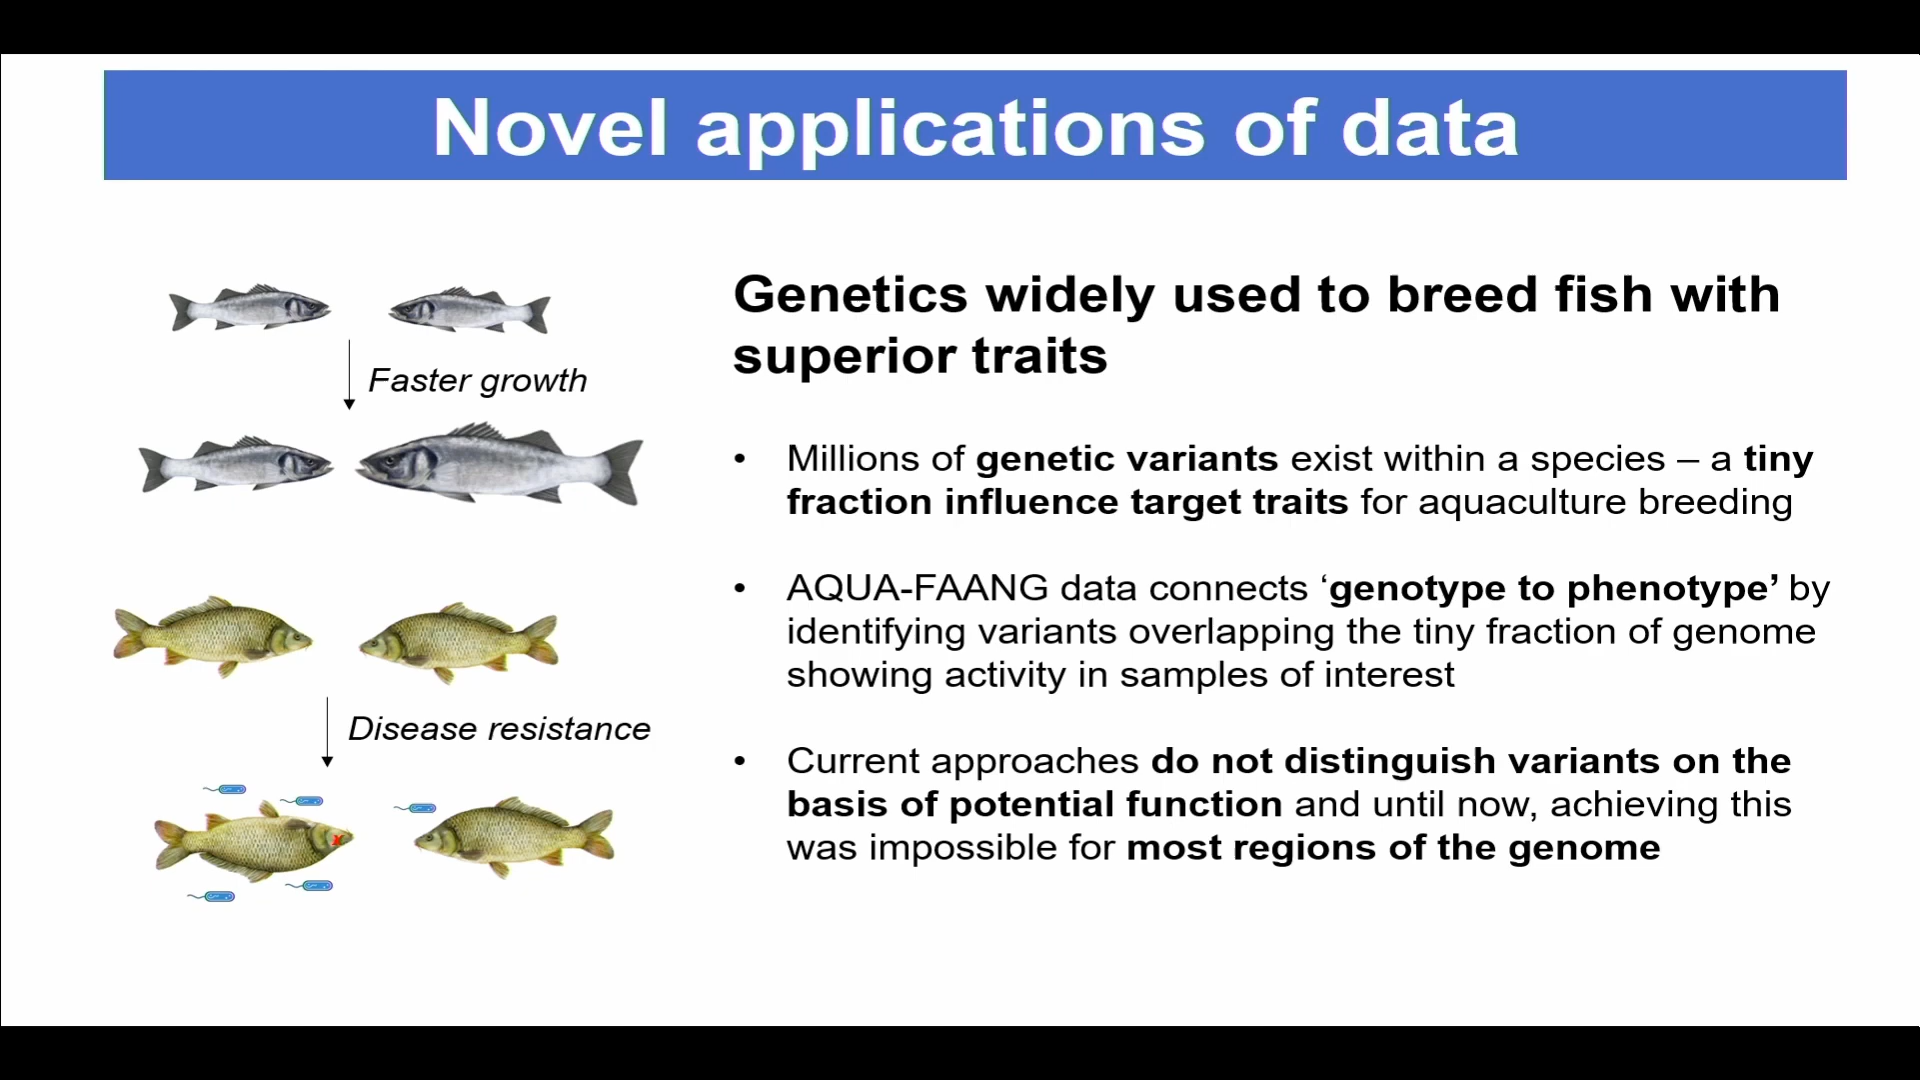 Novel applications of data
Faster growth
Disease resistance
Genetics widely used to breed fish with
superior traits
• Millions of genetic variants exist within a species – a tiny
fraction influence target traits for aquaculture breeding
• AQUA-FAANG data connects ‘genotype to phenotype’ by
identifying variants overlapping the tiny fraction of genome
showing activity in samples of interest
• Current approaches do not distinguish variants on the
basis of potential function and until now, achieving this
was impossible for most regions of the genome